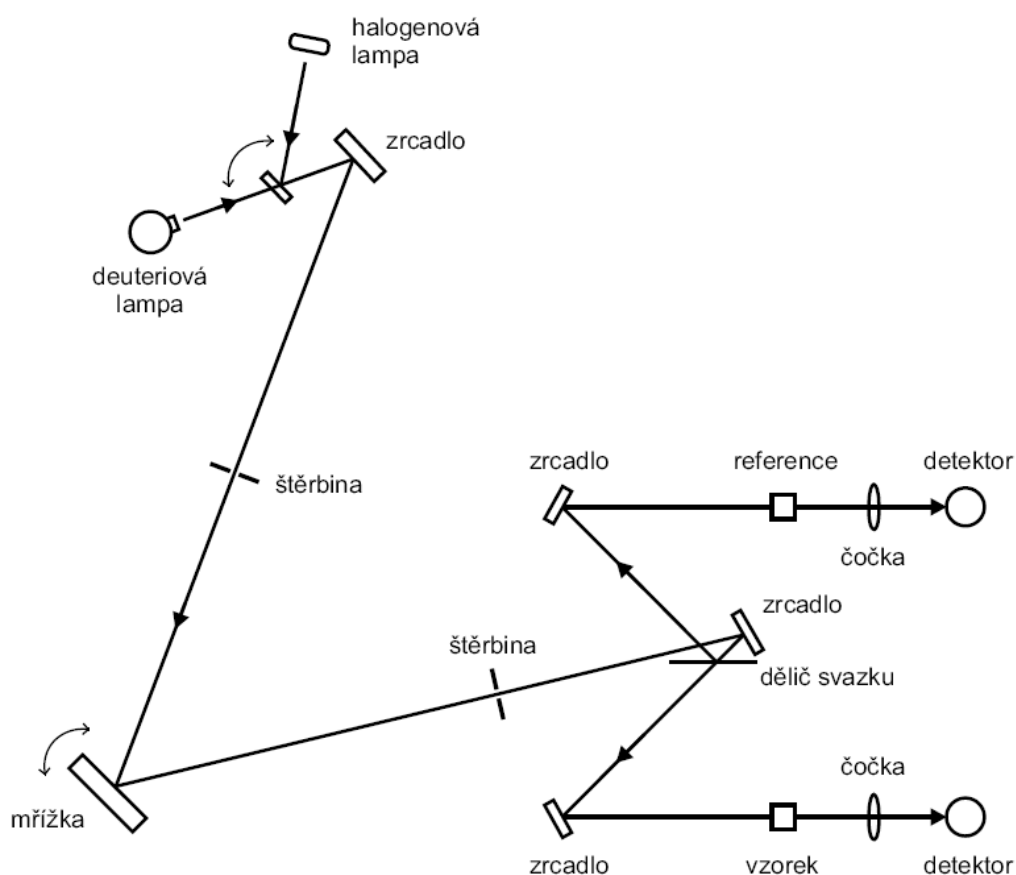 halogenová
lampa
zrcadlo
deuteriová
lampa
štěrbina
zrcadlo
reference
detektor
čočka
zrcadlo
štěrbina
dělič svazku
čočka
mřížka
zrcadlo
vzorek
detektor